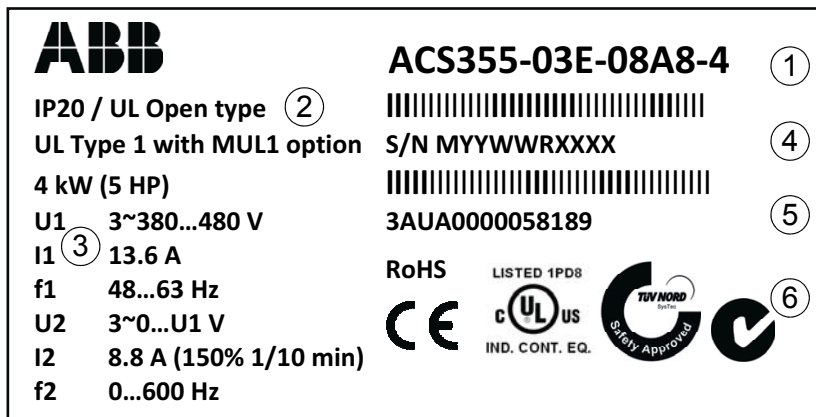 ABB
IP20 / UL Open type ②
UL Type 1 with MUL1 option
4 kW (5 HP)
U1 3~380...480 V
I1 ③ 13.6 A
f1 48...63 Hz
U2 3~0...U1 V
I2 8.8 A (150% 1/10 min)
f2 0...600 Hz
ACS355-03E-08A8-4 ①
S/N MYYWWRXXXX ④
3AUA0000058189 ⑤
RoHS
CE
LISTED 1PD8
C UL US
IND. CONT. EQ.
TUV NORD
SysTec
Safety Approved
⑥